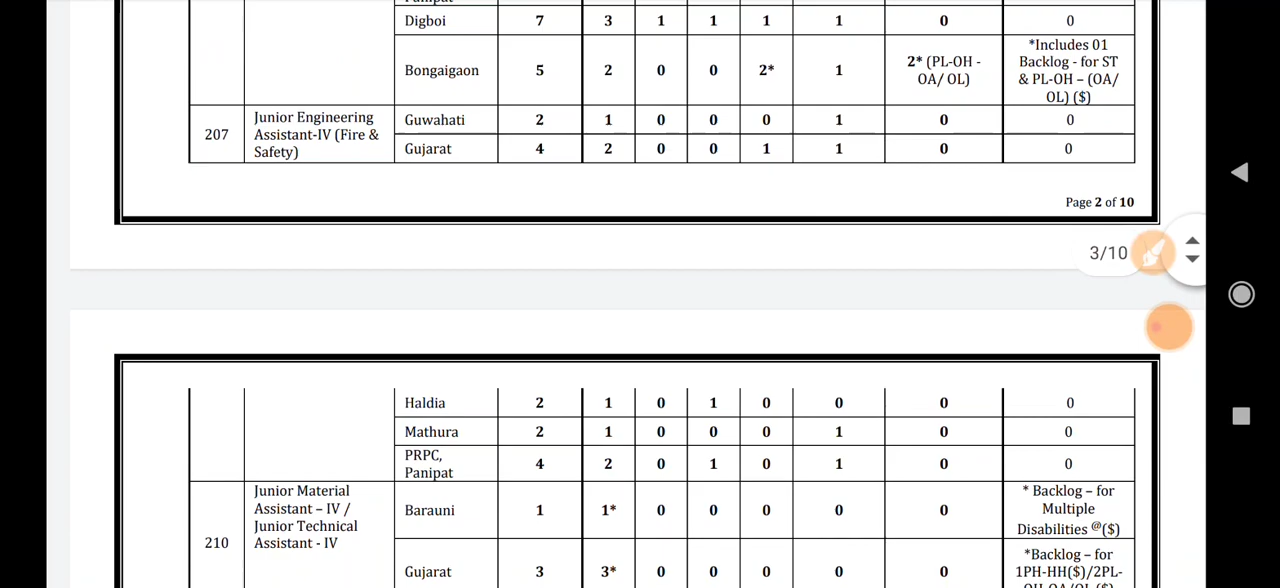 Digboi 7 3 1 1 1 1 0 0
*Includes 01
Bongaigaon 5 2 0 0 2* 1 2* (PL-OH - Backlog - for ST
OA/ OL) & PL-OH – (OA/
OL) ($)
207 Junior Engineering Guwahati 2 1 0 0 0 1 0 0
Assistant-IV (Fire &
Safety) Gujarat 4 2 0 0 1 1 0 0
Page 2 of 10
3/10
Haldia 2 1 0 1 0 0 0 0
Mathura 2 1 0 0 0 1 0 0
PRPC,
Panipat 4 2 0 1 0 1 0 0
210 Junior Material
Assistant – IV /
Junior Technical
Assistant - IV
Barauni 1 1* 0 0 0 0 0 * Backlog – for
Multiple
Disabilities @($)
Gujarat 3 3* 0 0 0 0 0 *Backlog – for
1PH-HH($)/2PL-